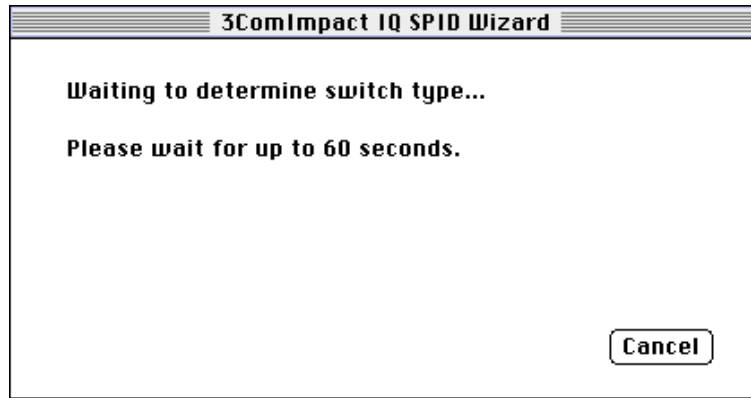 3ComImpact IQ SPID Wizard
Waiting to determine switch type...
Please wait for up to 60 seconds.
Cancel